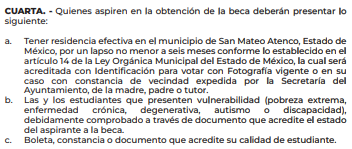 CUARTA. - Quienes aspiren en la obtención de la beca deberán presentar lo
siguiente:
a. Tener residencia efectiva en el municipio de San Mateo Atenco, Estado de
México, por un lapso no menor a seis meses conforme lo establecido en el
artículo 14 de la Ley Orgánica Municipal del Estado de México, la cual será
acreditada con Identificación para votar con Fotografía vigente o en su
caso con constancia de vecindad expedida por la Secretaría del
Ayuntamiento, de la madre, padre o tutor.
b. Las y los estudiantes que presenten vulnerabilidad (pobreza extrema,
enfermedad crónica, degenerativa, autismo o discapacidad),
debidamente comprobado a través de documento que acredite el estado
del aspirante a la beca.
c. Boleta, constancia o documento que acredite su calidad de estudiante.